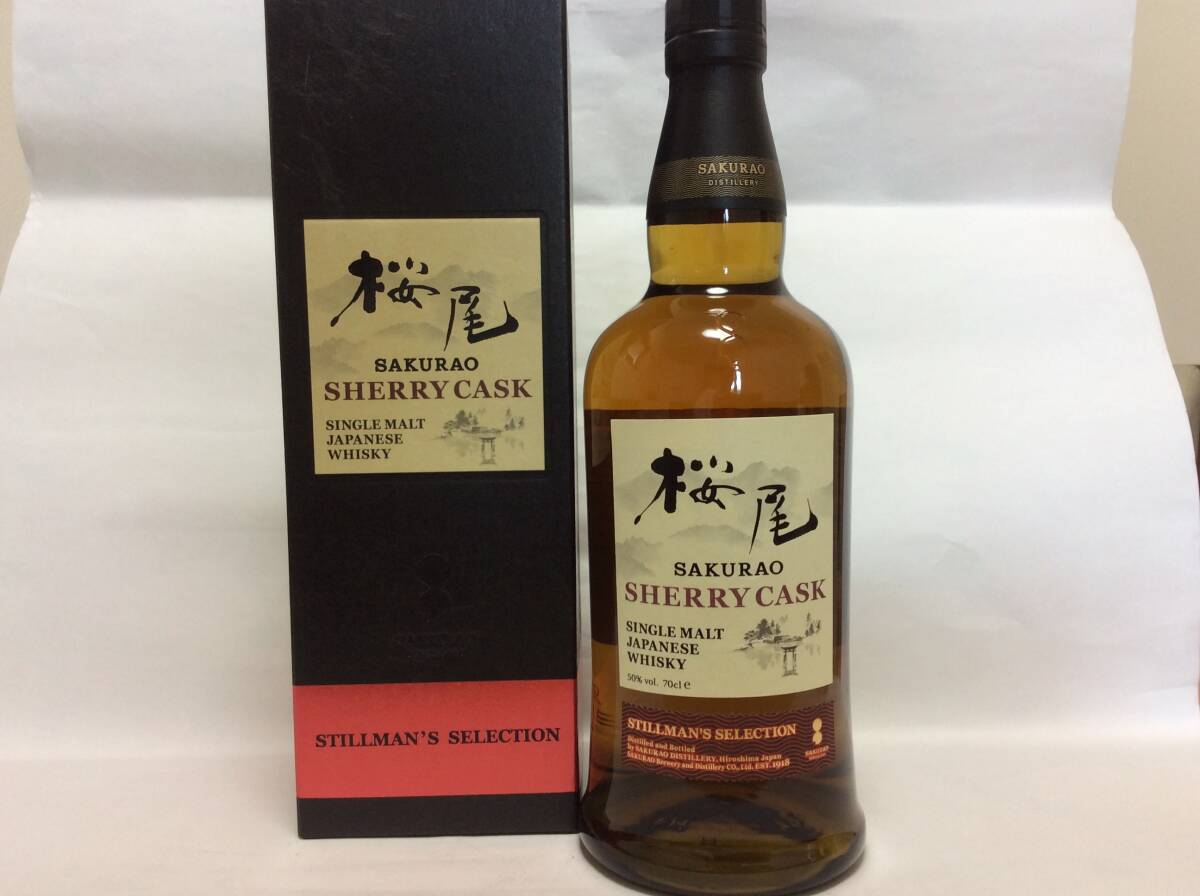 桜尾
SAKURAO
SHERRY CASK
SINGLE MALT
JAPANESE
WHISKY
STILLMAN'S SELECTION
SAKURAO
DISTILLERY
桜尾
SAKURAO
SHERRY CASK
SINGLE MALT
JAPANESE
WHISKY
50% vol. 70cl e
STILLMAN'S SELECTION
Distilled and Bottled
by SAKURAO DISTILLERY, Hiroshima Japan
SAKURAO Brewery and Distillery CO.,Ltd. EST.1918
SAKURAO